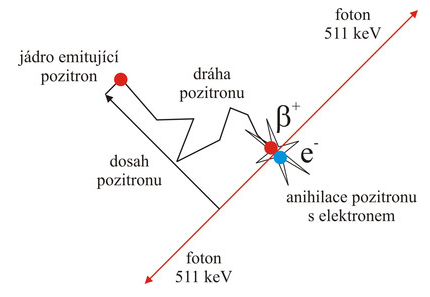 foton
511 keV
jádro emitující
pozitron
dráha
pozitronu
β+
e-
dosah
pozitronu
anihilace pozitronu
s elektronem
foton
511 keV